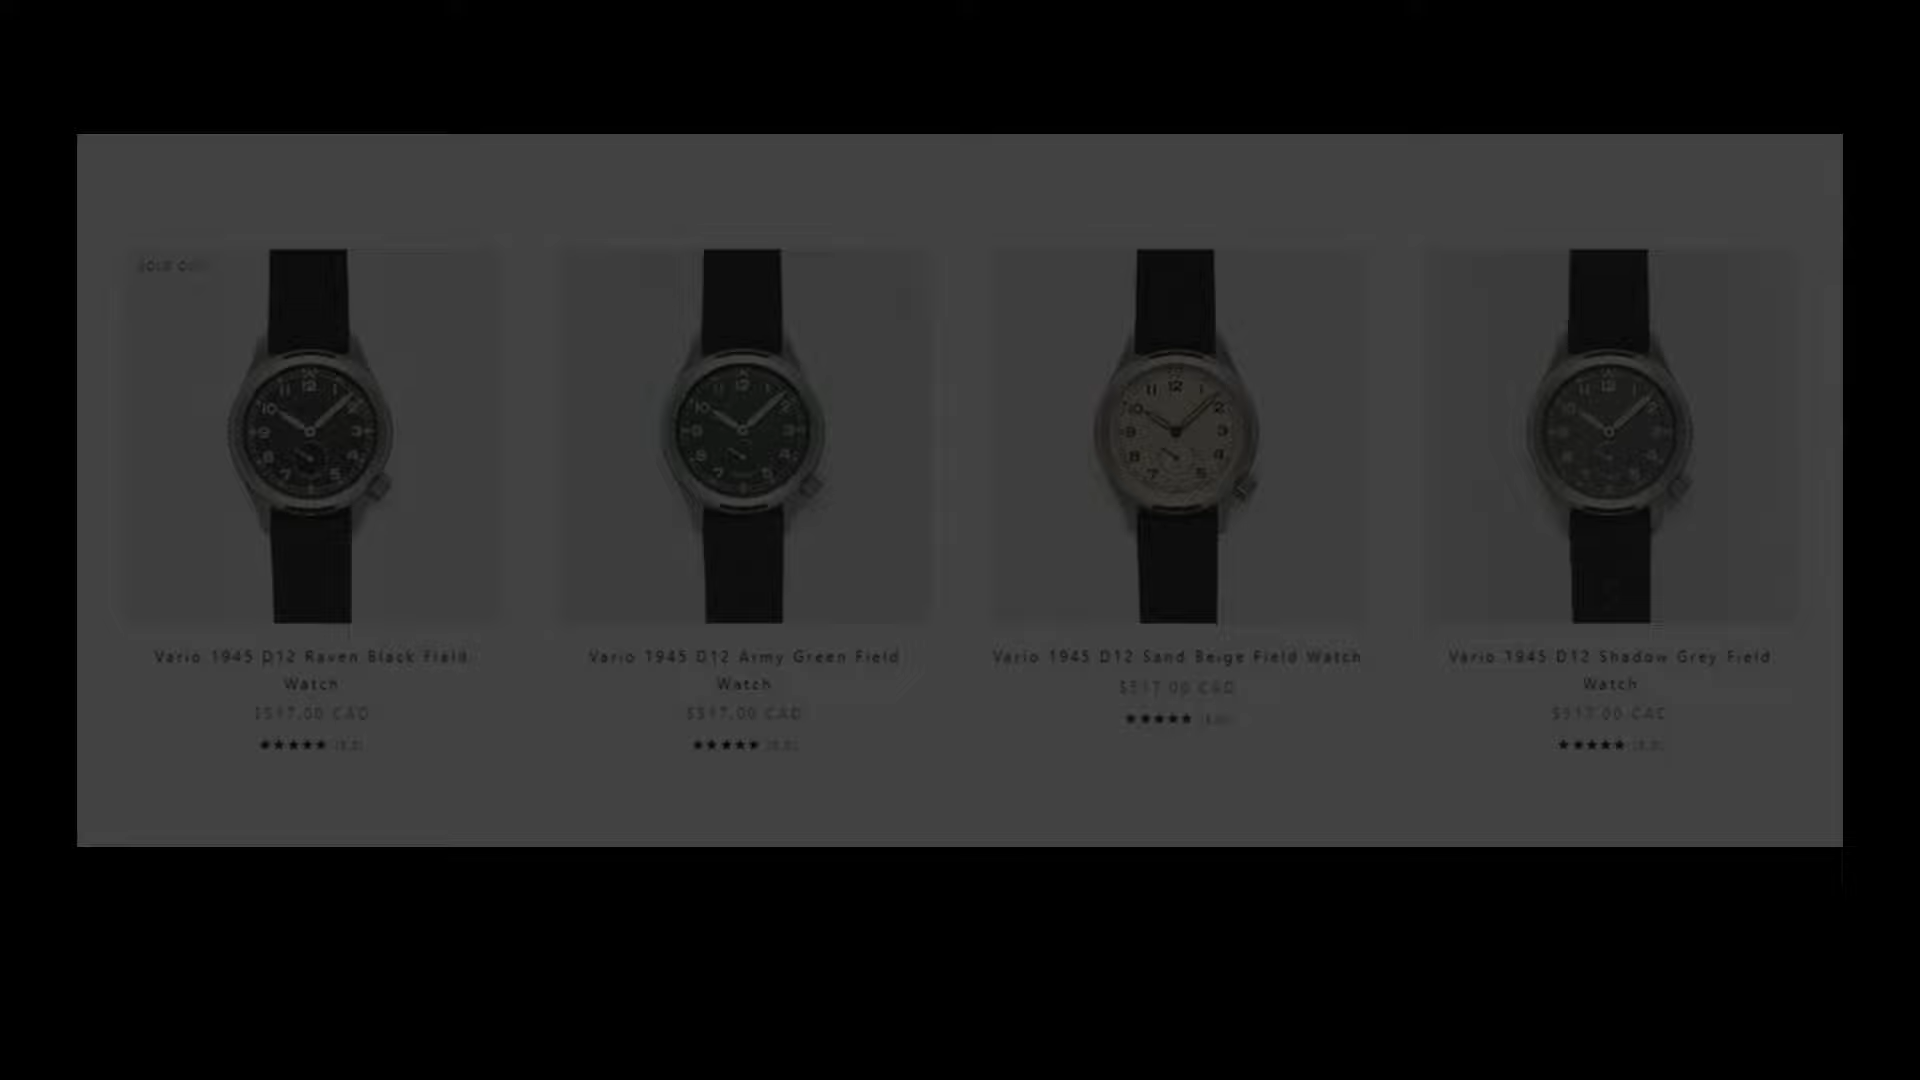 SOLD OUT
Vario 1945 D12 Raven Black Field
Watch
$517.00 CAD
★★★★★
Vario 1945 D12 Army Green Field
Watch
$517.00 CAD
★★★★★
Vario 1945 D12 Sand Beige Field Watch
$517.00 CAD
★★★★★
Vario 1945 D12 Shadow Grey Field
Watch
$517.00 CAD
★★★★★